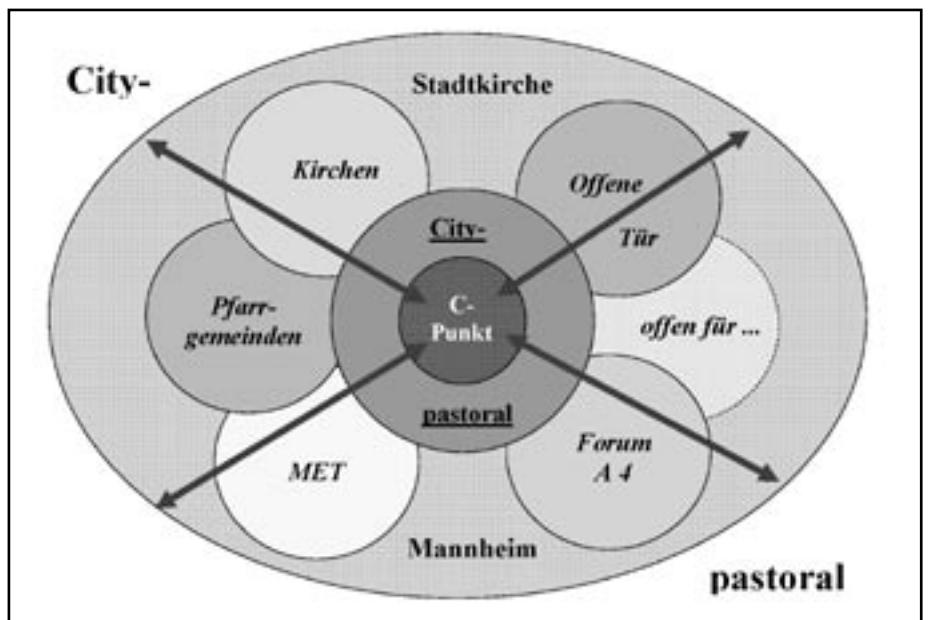 City-
Stadtkirche
Kirchen
Offene
Tür
City-
C-
Punkt
Pfarr-
gemeinden
offen für ...
pastoral
MET
Forum
A 4
Mannheim
pastoral